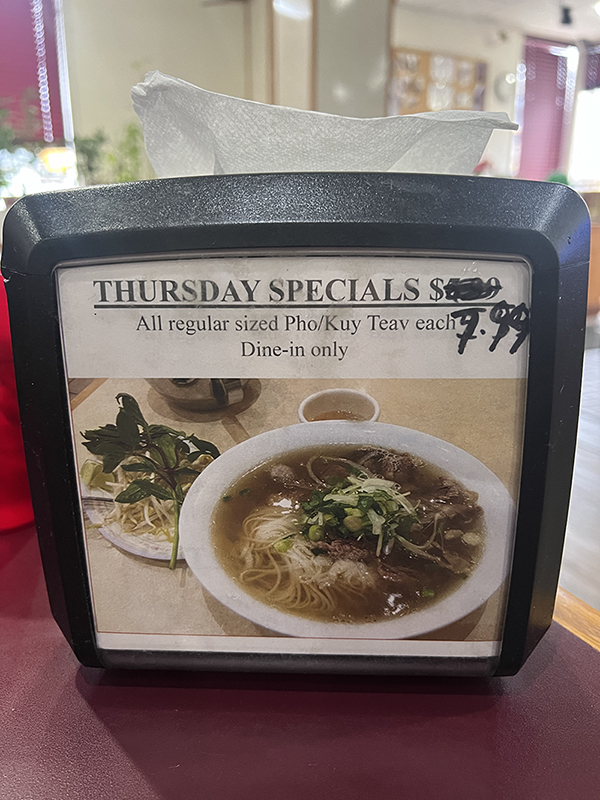 THURSDAY SPECIALS $
All regular sized Pho/Kuy Teav each 7.99
Dine-in only